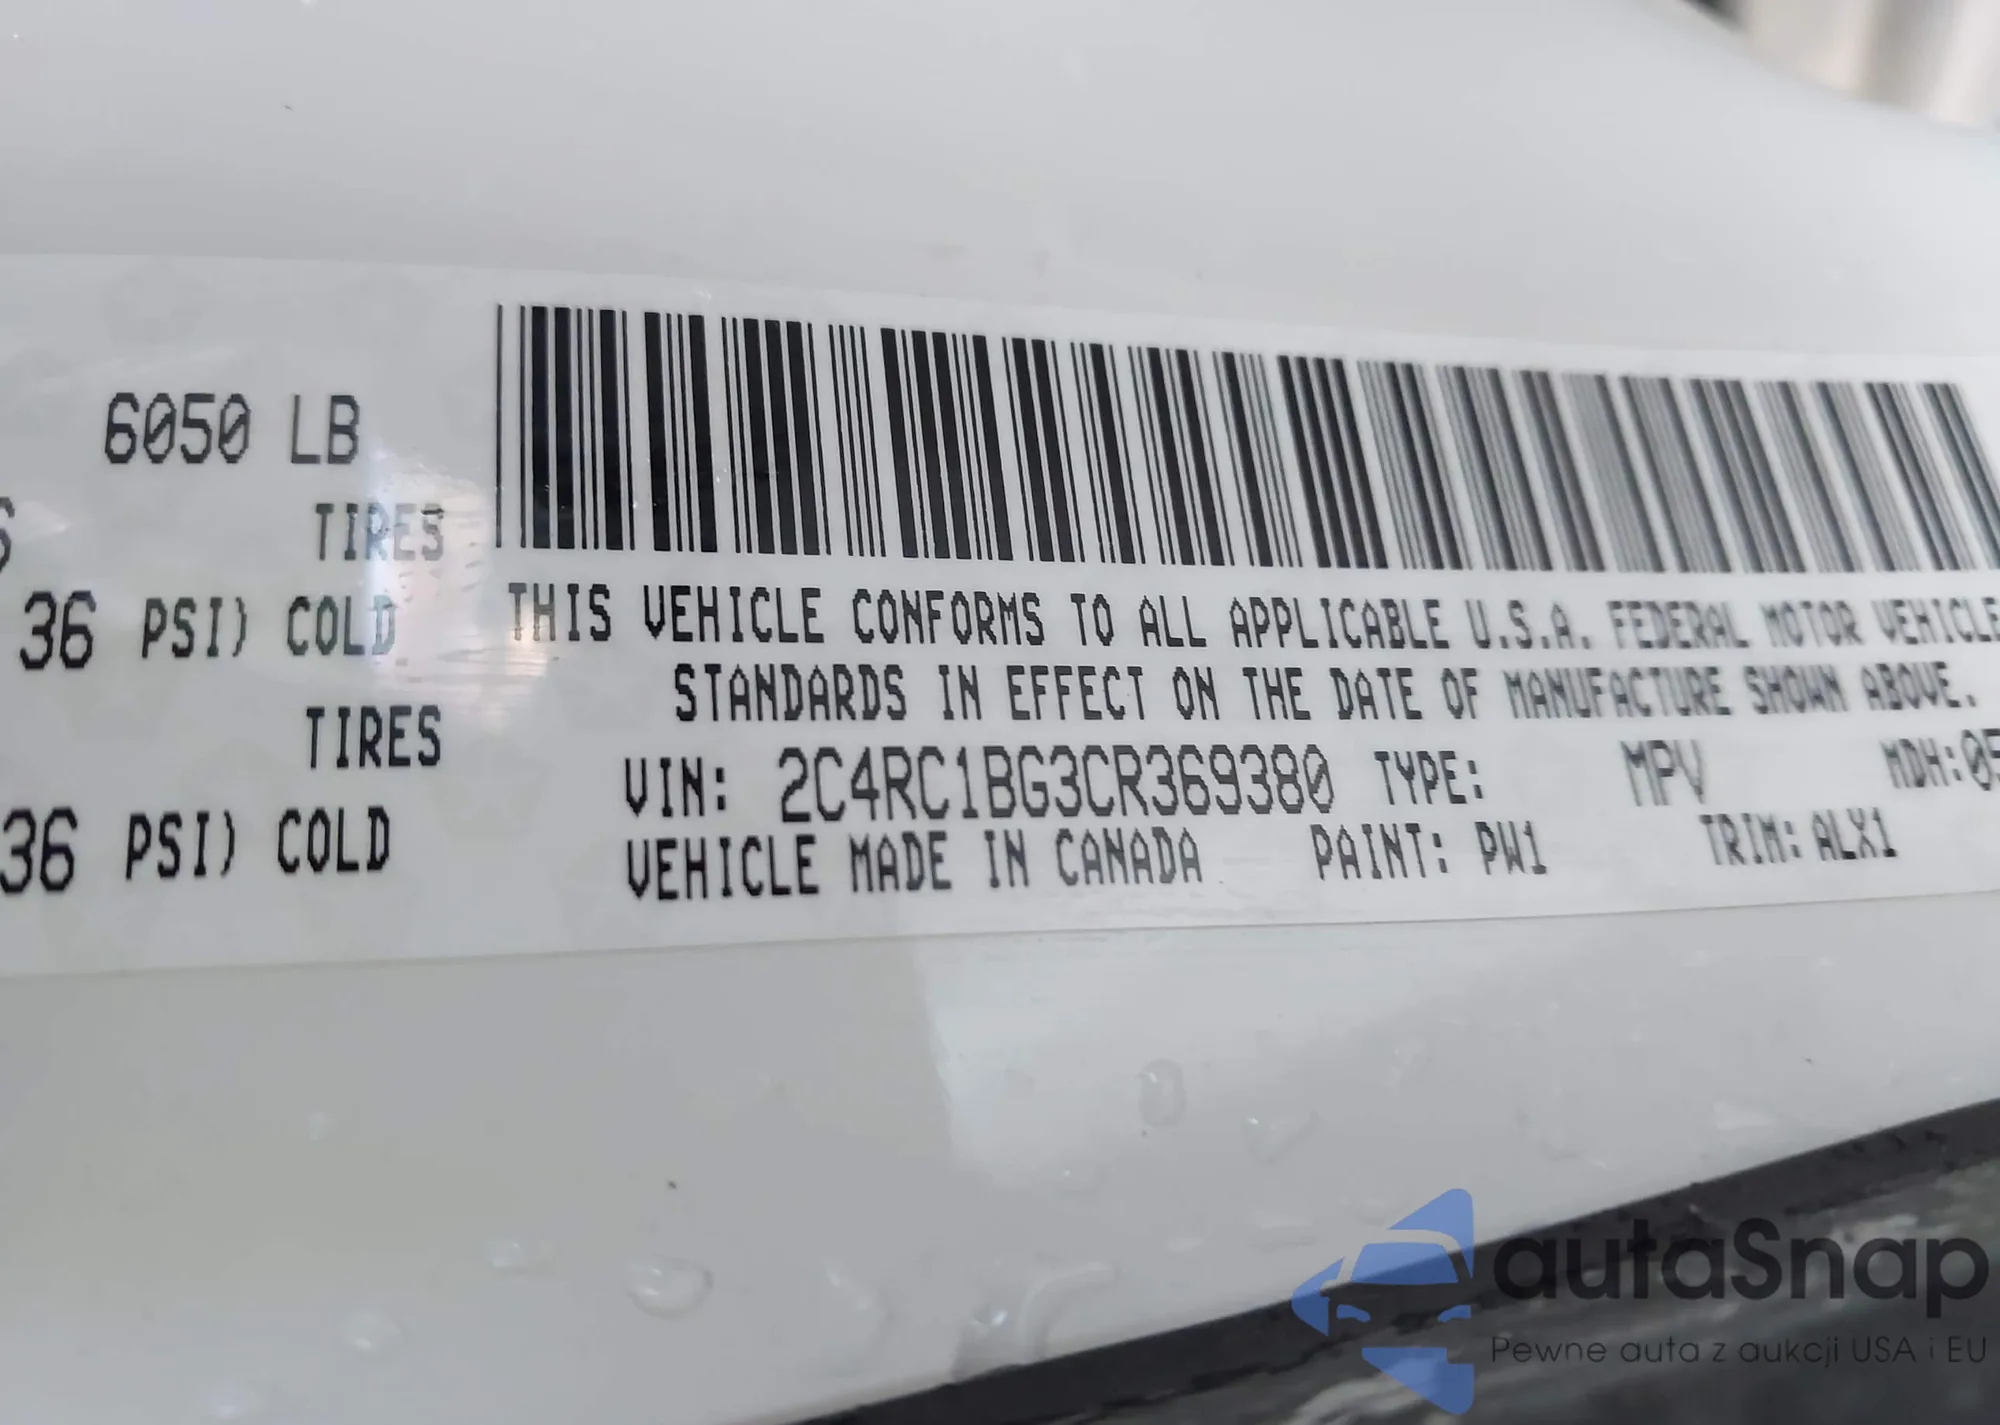 6050 LB
TIRES
36 PSI) COLD
TIRES
36 PSI) COLD
THIS VEHICLE CONFORMS TO ALL APPLICABLE U.S.A. FEDERAL MOTOR VEHICLE
STANDARDS IN EFFECT ON THE DATE OF MANUFACTURE SHOWN ABOVE.
VIN: 2C4RC1BG3CR369380 TYPE: MPV MDH:05
VEHICLE MADE IN CANADA PAINT: PW1 TRIM: ALX1
autaSnap
Pewne auta z aukcji USA i EU